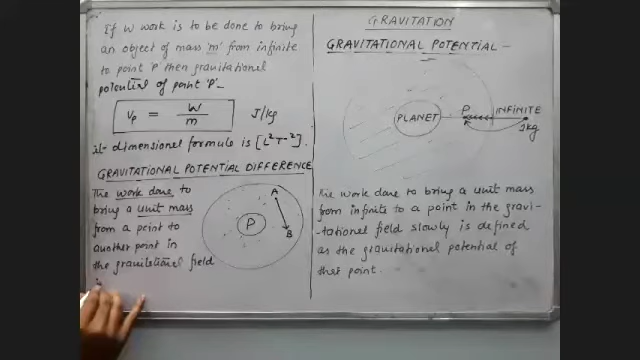 If W work is to be done to bring
an object of mass 'm' from infinite
to point 'P' then gravitational
potential of point 'P'-
Vp = W/m J/kg
it dimensional formule is [L²T⁻²].
GRAVITATIONAL POTENTIAL DIFFERENCE
The work done to
bring a unit mass
from a point to
another point in
the gravitational field
is
A
P
B
GRAVITATION
GRAVITATIONAL POTENTIAL -
PLANET
P
INFINITE
1kg
The work done to bring a unit mass
from infinite to a point in the gravi-
tational field slowly is defined
as the gravitational potential of
that point.